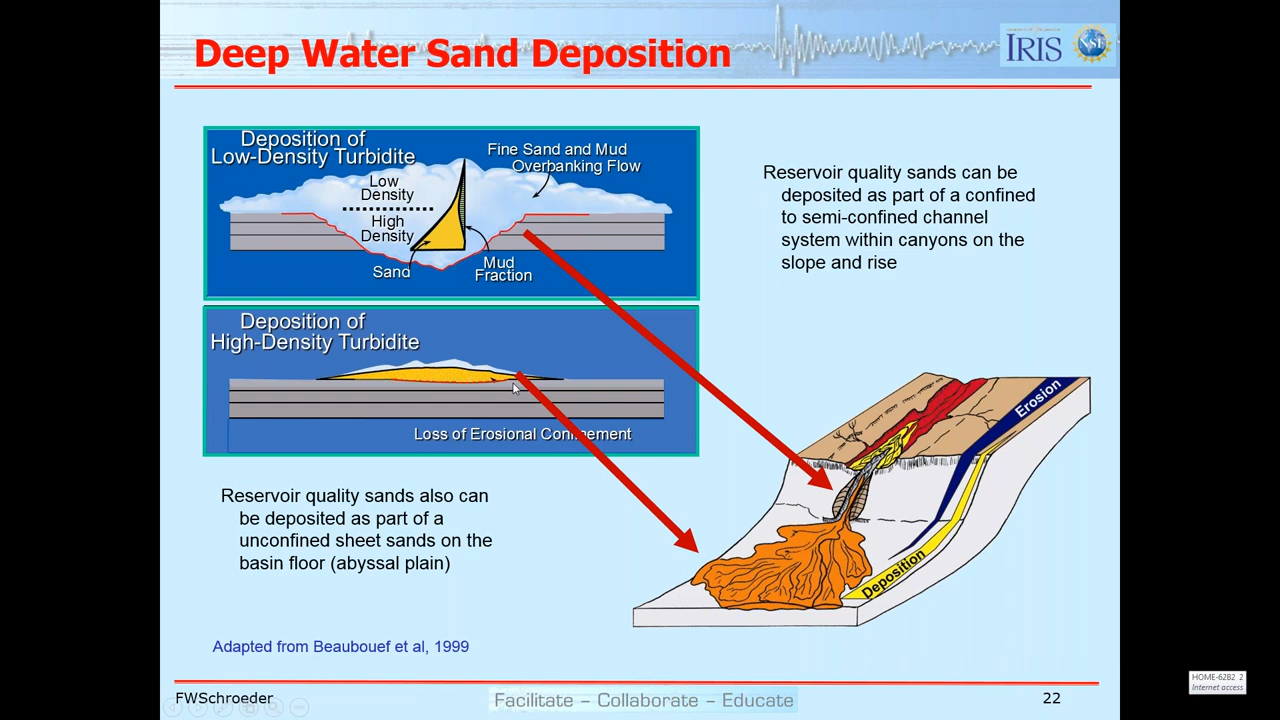 Deep Water Sand Deposition
IRIS
NSF
Deposition of
Low-Density Turbidite
Fine Sand and Mud
Overbanking Flow
Low
Density
High
Density
Sand
Mud
Fraction
Reservoir quality sands can be
deposited as part of a confined
to semi-confined channel
system within canyons on the
slope and rise
Deposition of
High-Density Turbidite
Loss of Erosional Confinement
Erosion
Deposition
Reservoir quality sands also can
be deposited as part of a
unconfined sheet sands on the
basin floor (abyssal plain)
Adapted from Beaubouef et al, 1999
FWSchroeder
Facilitate – Collaborate – Educate
22
HOME-62B2 2
Internet access